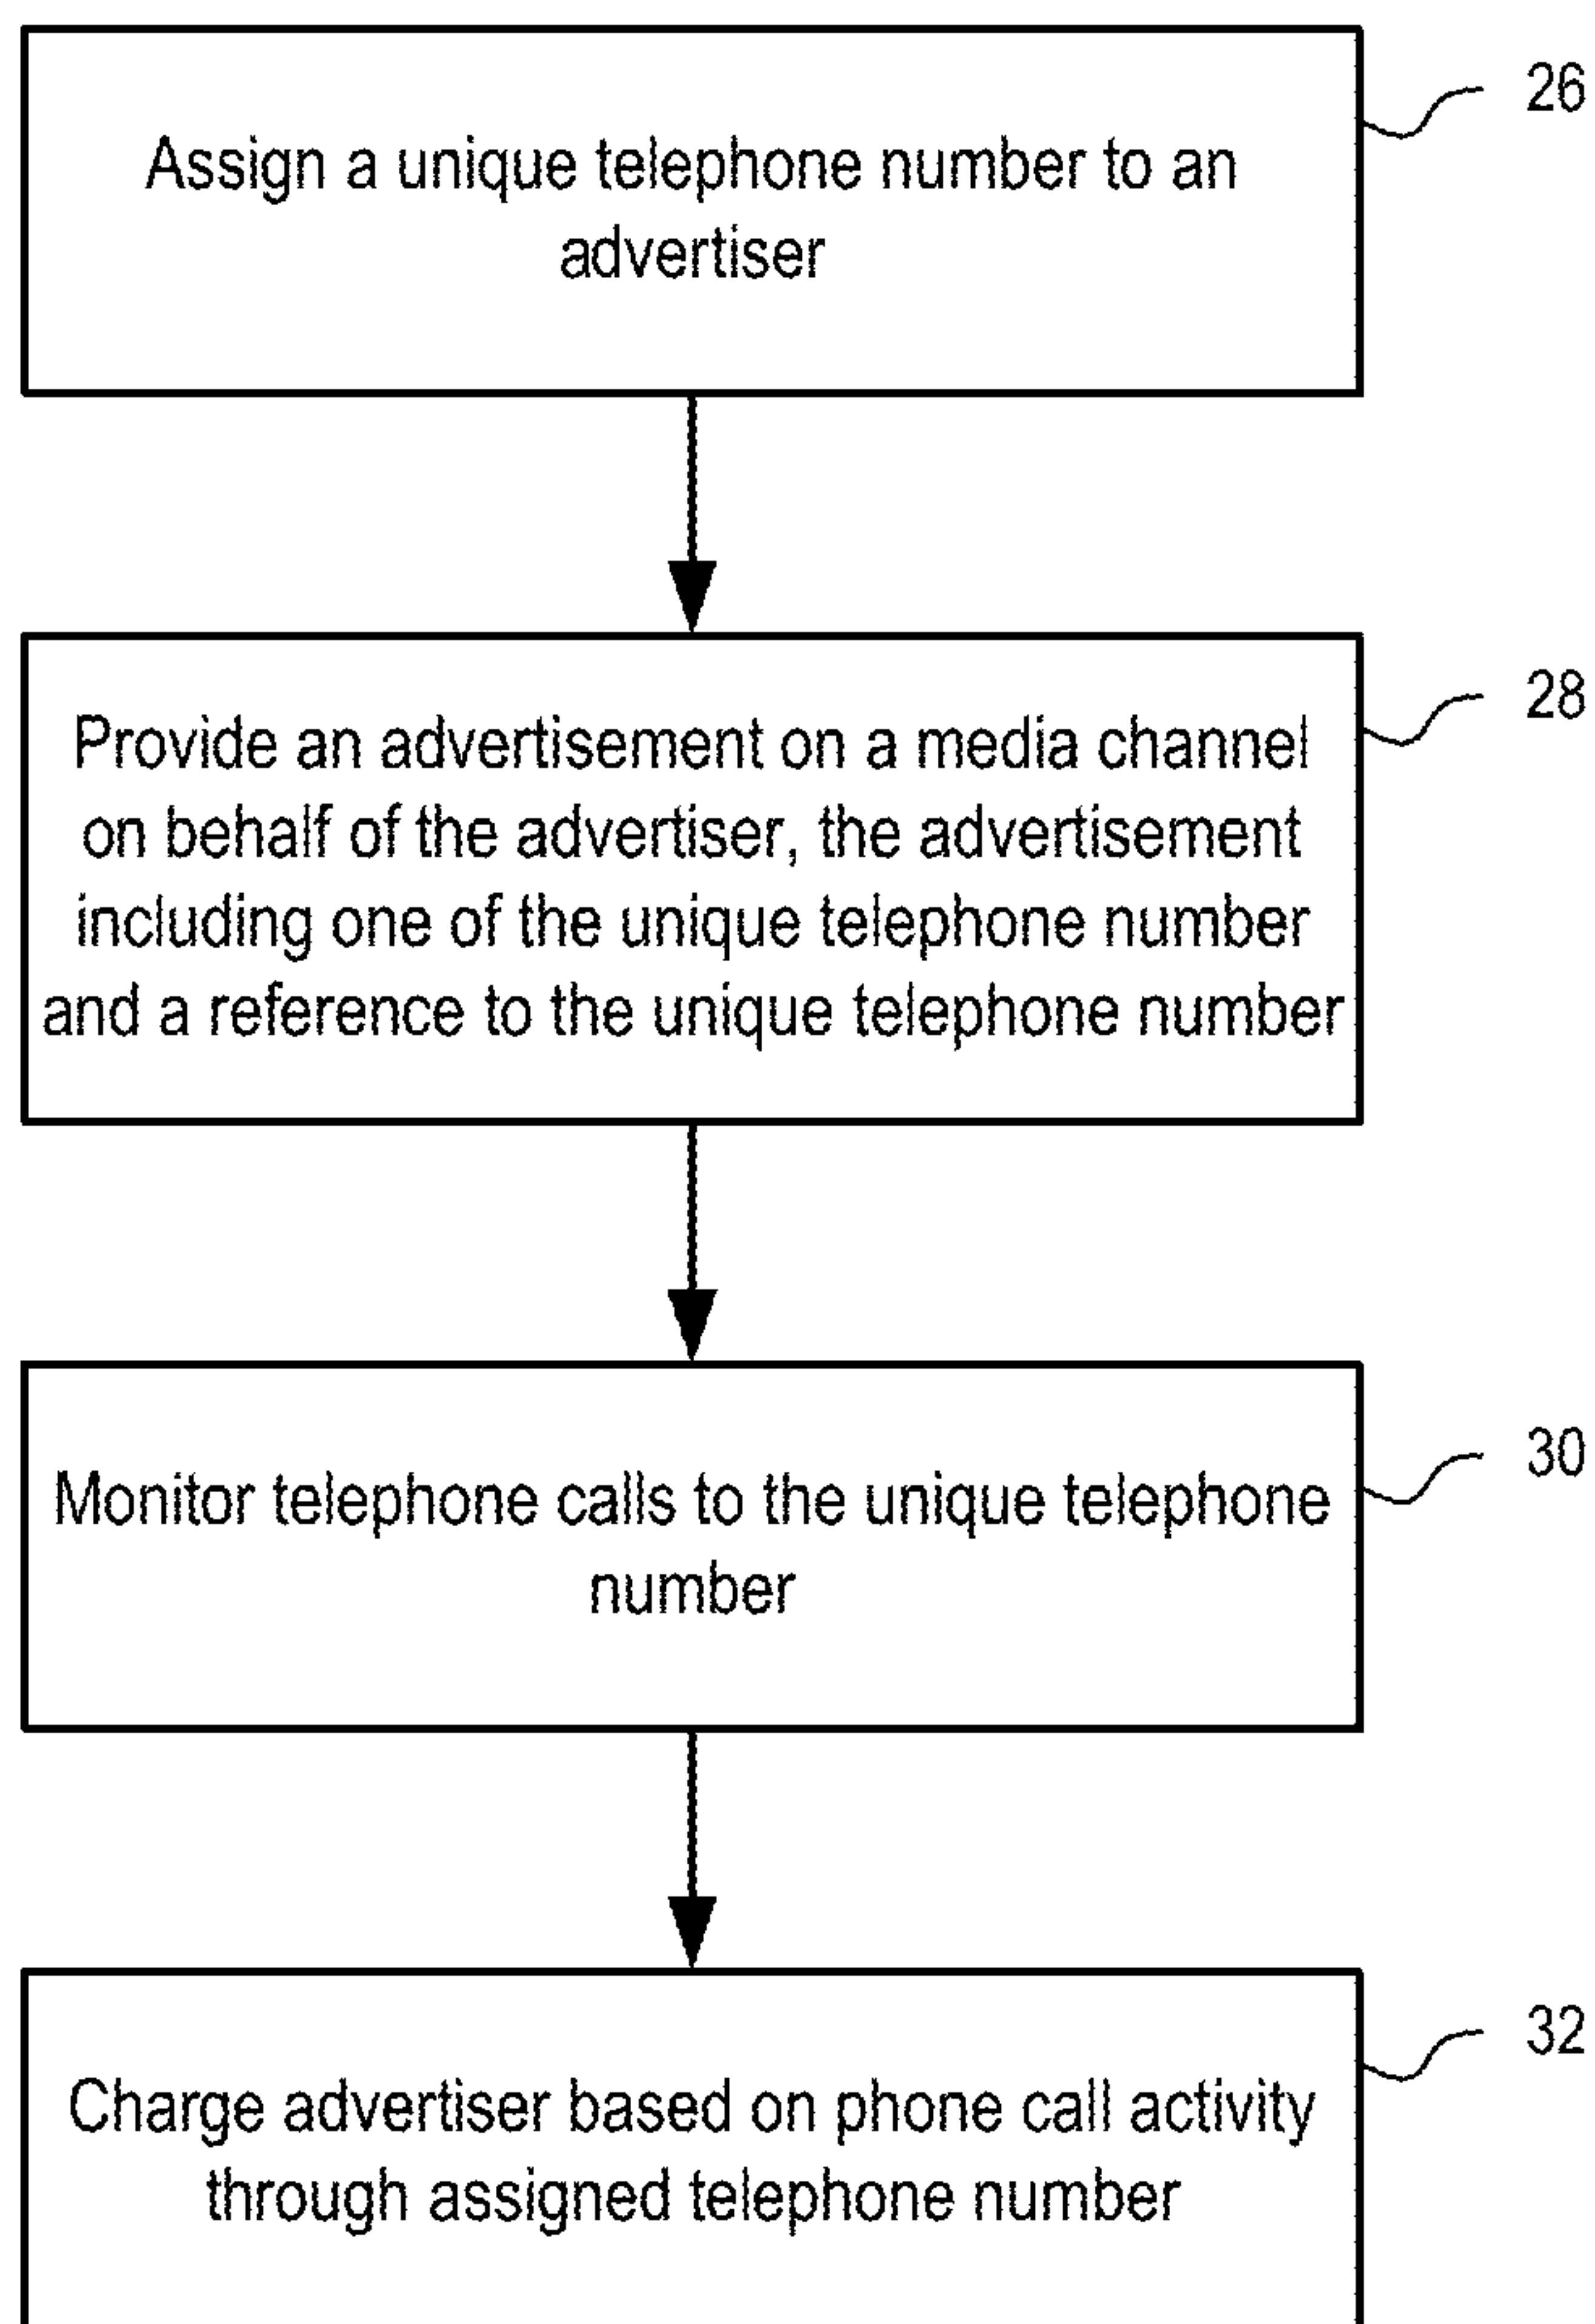 26
Assign a unique telephone number to an
advertiser
28
Provide an advertisement on a media channel
on behalf of the advertiser, the advertisement
including one of the unique telephone number
and a reference to the unique telephone number
30
Monitor telephone calls to the unique telephone
number
32
Charge advertiser based on phone call activity
through assigned telephone number